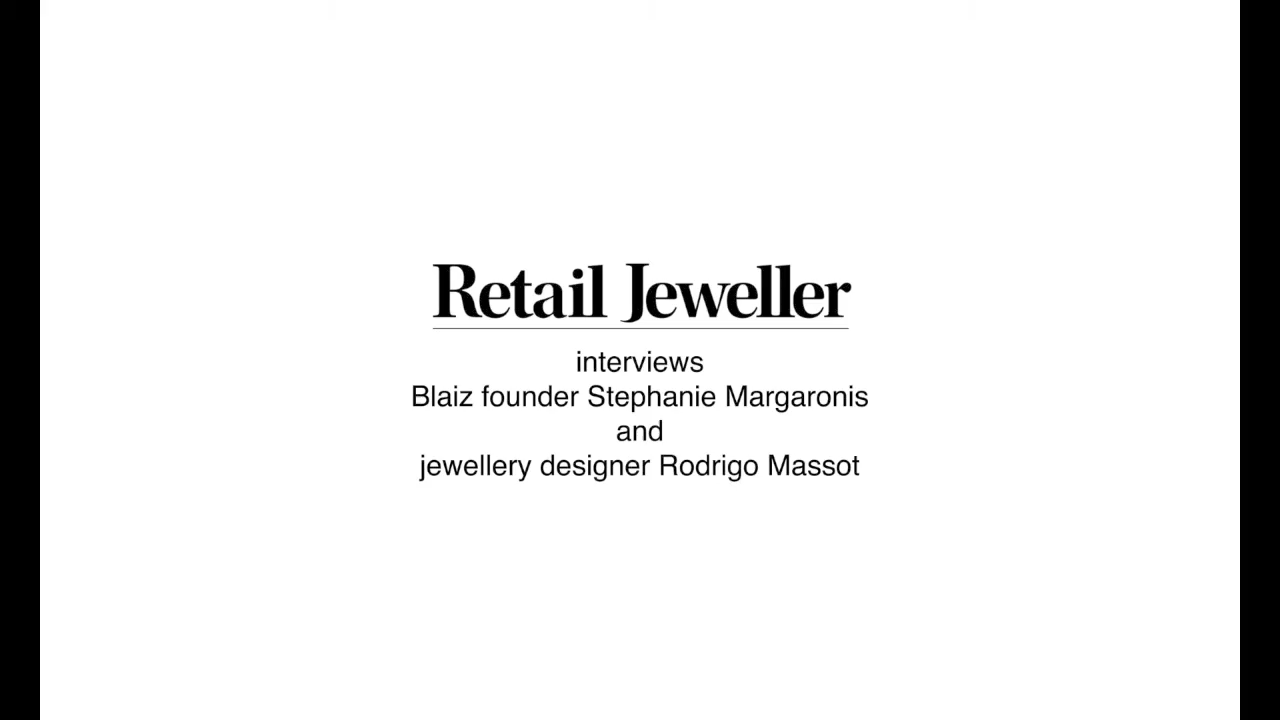 Retail Jeweller
interviews
Blaiz founder Stephanie Margaronis
and
jewellery designer Rodrigo Massot